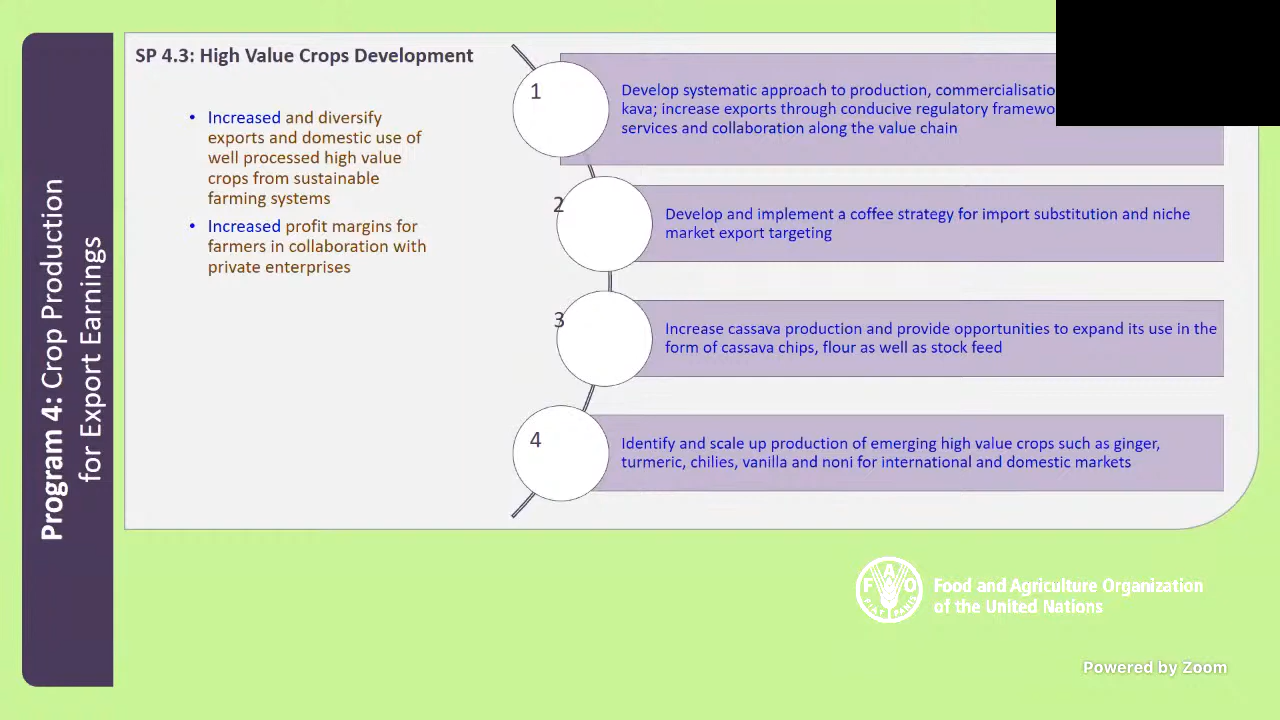 Program 4: Crop Production
for Export Earnings
SP 4.3: High Value Crops Development
• Increased and diversify
exports and domestic use of
well processed high value
crops from sustainable
farming systems
• Increased profit margins for
farmers in collaboration with
private enterprises
1
Develop systematic approach to production,
kava; increase exports through conducive regulatory
services and collaboration along the value chain
2
Develop and implement a coffee strategy for import substitution and niche
market export targeting
3
Increase cassava production and provide opportunities to expand its use in the
form of cassava chips, flour as well as stock feed
4
Identify and scale up production of emerging high value crops such as ginger,
turmeric, chilies, vanilla and noni for international and domestic markets
FAO
FIAT PANIS
Food and Agriculture Organization
of the United Nations
Powered by Zoom